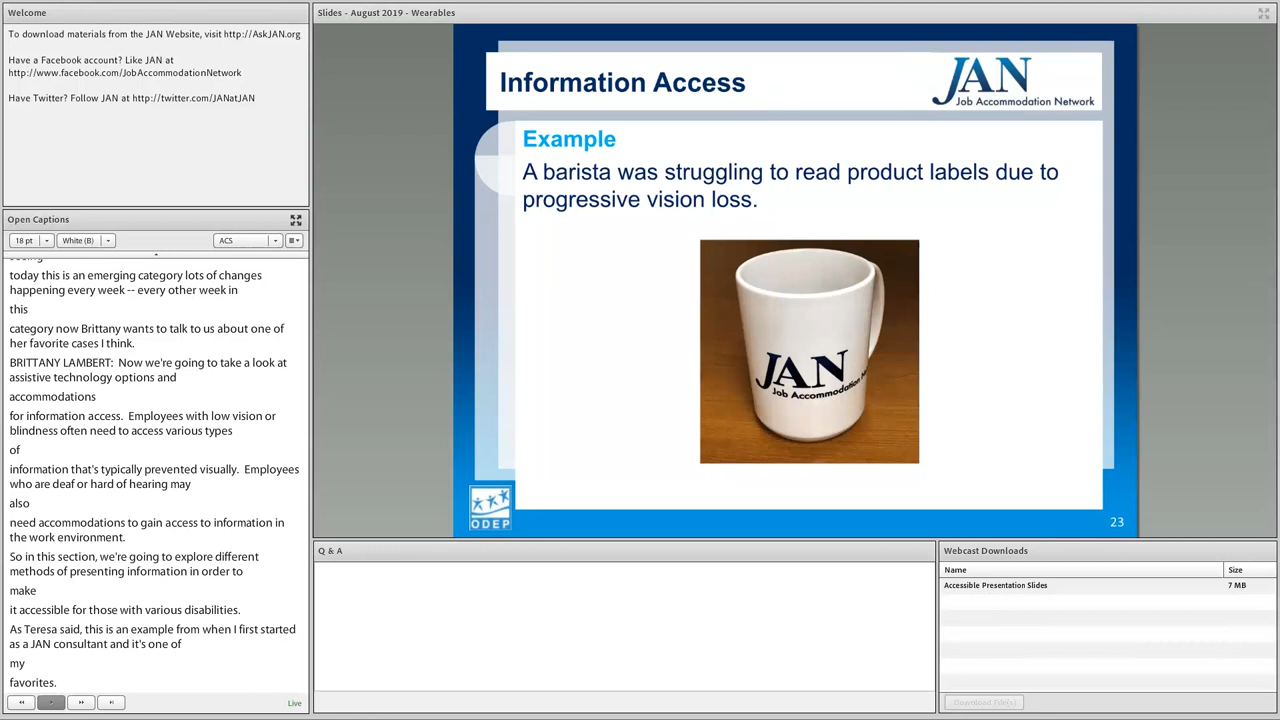 Welcome
To download materials from the JAN Website, visit http://AskJAN.org
Have a Facebook account? Like JAN at
http://www.facebook.com/JobAccommodationNetwork
Have Twitter? Follow JAN at http://twitter.com/JANatJAN
Open Captions
18 pt
White (B)
ACS
today this is an emerging category lots of changes
happening every week -- every other week in
this
category now Brittany wants to talk to us about one of
her favorite cases I think.
BRITTANY LAMBERT:  Now we're going to take a look at
assistive technology options and
accommodations
for information access.  Employees with low vision or
blindness often need to access various types
of
information that's typically prevented visually.  Employees
who are deaf or hard of hearing may
also
need accommodations to gain access to information in
the work environment.
So in this section, we're going to explore different
methods of presenting information in order to
make
it accessible for those with various disabilities.
As Teresa said, this is an example from when I first started
as a JAN consultant and it's one of
my
favorites.
Live
Slides - August 2019 - Wearables
Information Access
JAN
Job Accommodation Network
Example
A barista was struggling to read product labels due to
progressive vision loss.
JAN
Job Accommodation
ODEP
23
Q & A
Webcast Downloads
Name Size
Accessible Presentation Slides 7 MB
Download File(s)